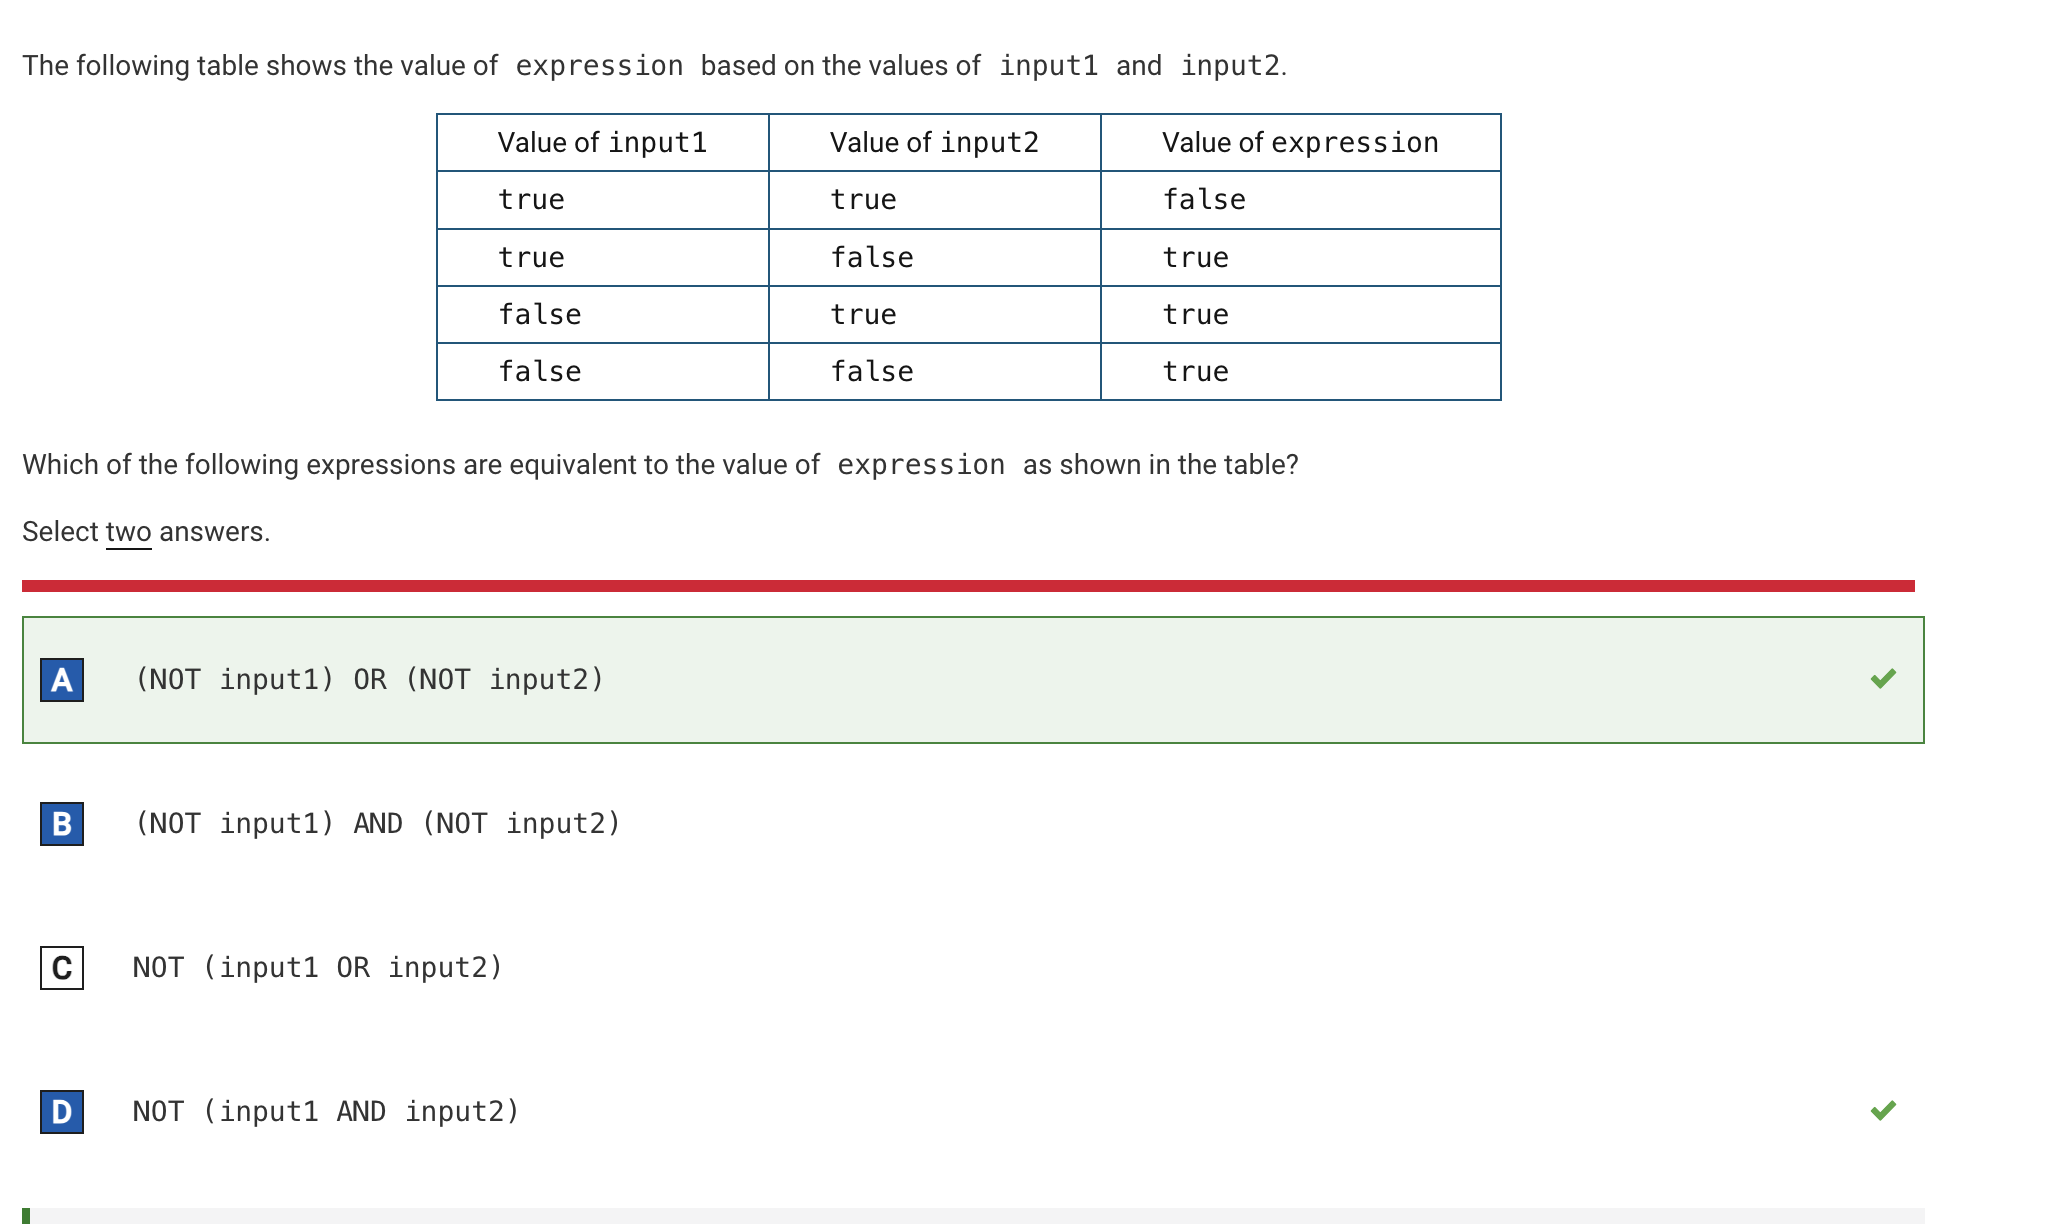 The following table shows the value of expression based on the values of input1 and input2.
Value of input1 Value of input2 Value of expression
true true false
true false true
false true true
false false true
Which of the following expressions are equivalent to the value of expression as shown in the table?
Select two answers.
A (NOT input1) OR (NOT input2)
B (NOT input1) AND (NOT input2)
C NOT (input1 OR input2)
D NOT (input1 AND input2)